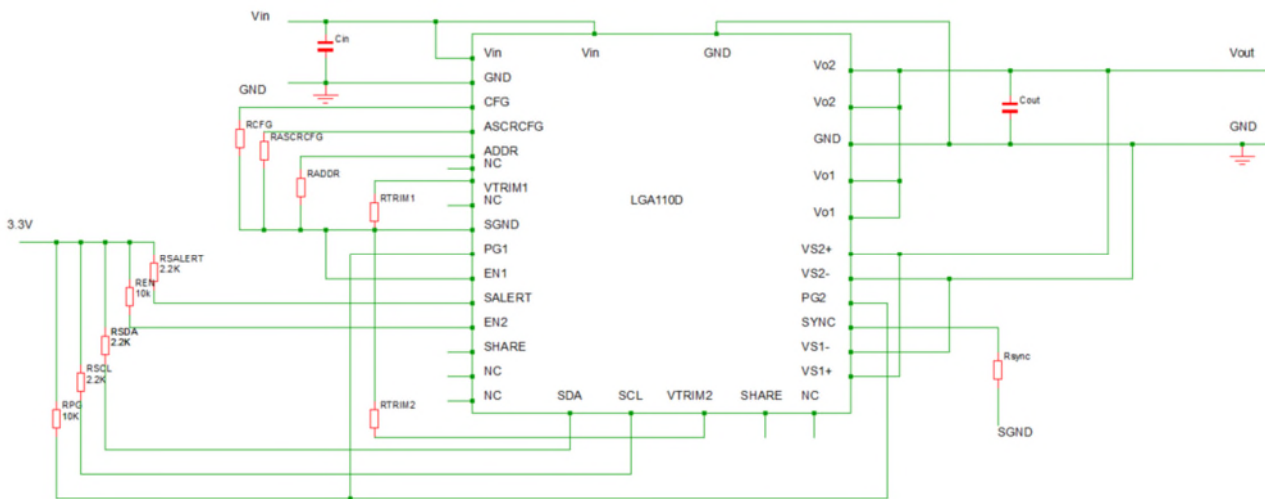 Vin
Cin
GND
Vin
Vin
GND
GND
CFG
ASCRCFG
ADDR
NC
VTRIM1
NC
SGND
PG1
EN1
SALERT
EN2
SHARE
NC
NC
RCFG
RASCRCFG
RADDR
RTRIM1
3.3V
RSALERT
2.2K
REN
10k
RSDA
2.2K
RSCL
2.2K
RPG
10K
RTRIM2
LGA110D
SDA
SCL
VTRIM2
SHARE
NC
Vo2
Vo2
GND
Vo1
Vo1
VS2+
VS2-
PG2
SYNC
VS1-
VS1+
Vout
Cout
GND
Rsync
SGND